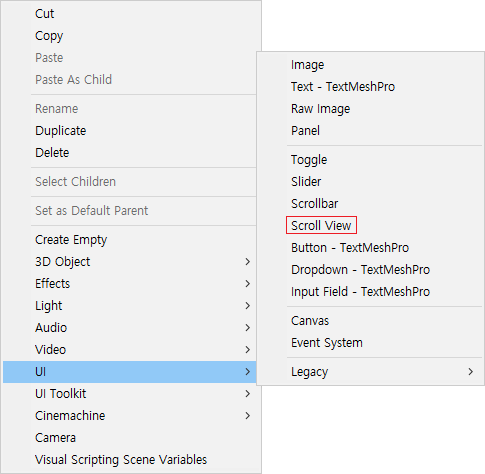 Cut
Copy
Paste
Paste As Child
Rename
Duplicate
Delete
Select Children
Set as Default Parent
Create Empty
3D Object
Effects
Light
Audio
Video
UI
UI Toolkit
Cinemachine
Camera
Visual Scripting Scene Variables
Image
Text - TextMeshPro
Raw Image
Panel
Toggle
Slider
Scrollbar
Scroll View
Button - TextMeshPro
Dropdown - TextMeshPro
Input Field - TextMeshPro
Canvas
Event System
Legacy